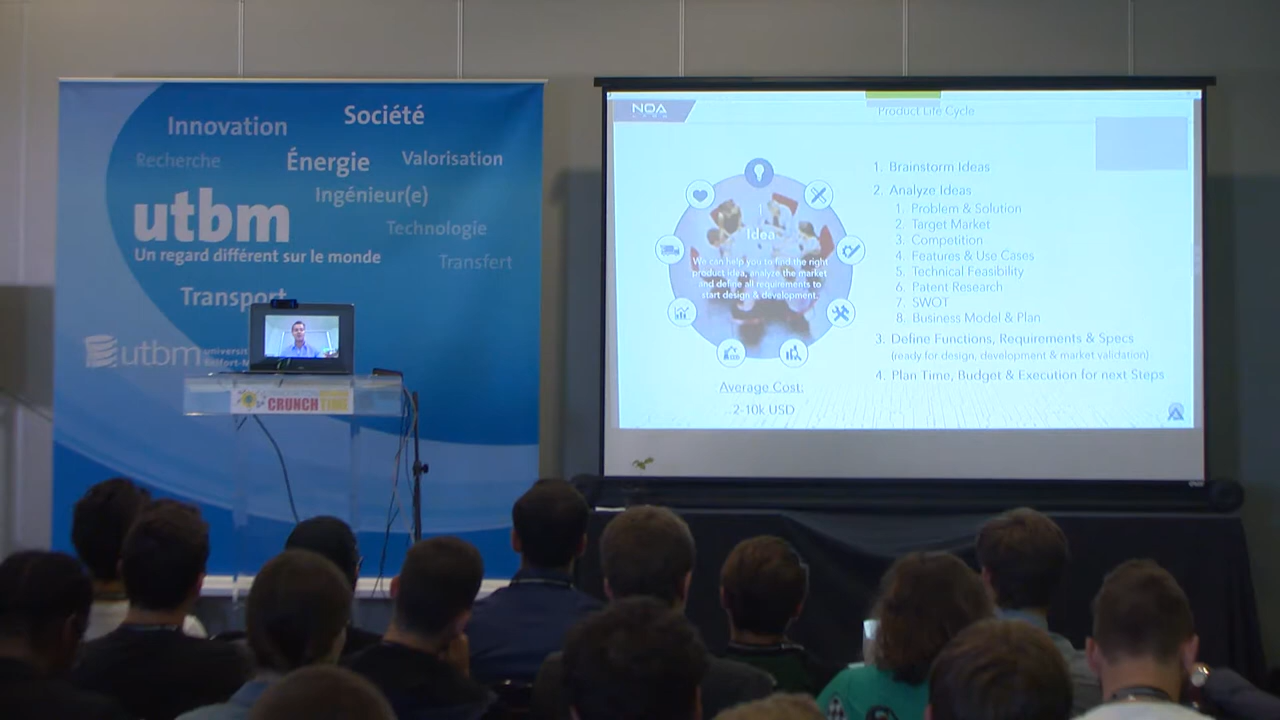 Innovation
Société
Recherche
Énergie
Valorisation
Ingénieur(e)
utbm
Technologie
Un regard différent sur le monde
Transfert
Transport
utbm
CRUNCH
TIME
NOA
Product Life Cycle
1
Idea
We can help you to find the right
product idea, analyze the market
and define all requirements to
start design & development.
Average Cost:
2-10k USD
1. Brainstorm Ideas
2. Analyze Ideas
1. Problem & Solution
2. Target Market
3. Competition
4. Features & Use Cases
5. Technical Feasibility
6. Patent Research
7. SWOT
8. Business Model & Plan
3. Define Functions, Requirements & Specs
(ready for design, development & market validation)
4. Plan Time, Budget & Execution for next Steps